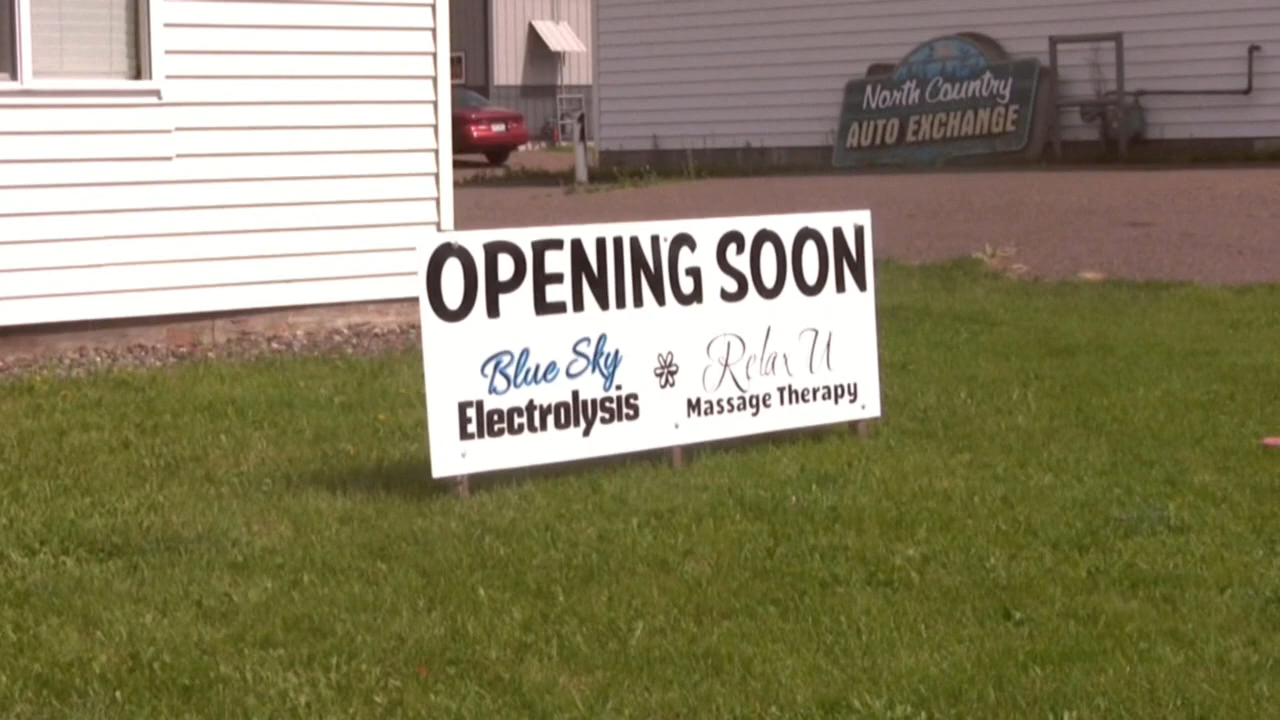 North Country
AUTO EXCHANGE
OPENING SOON
Blue Sky
Electrolysis
Relax U
Massage Therapy